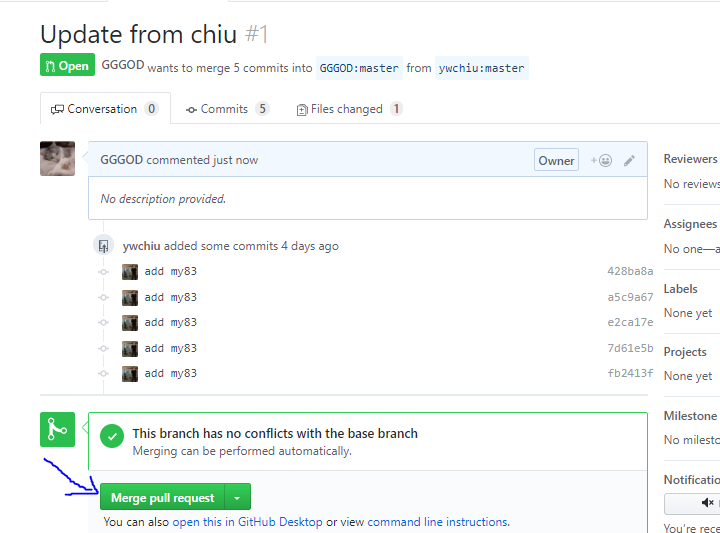 Update from chiu #1
Open GGGOD wants to merge 5 commits into GGGOD:master from ywchiu:master
Conversation 0 Commits 5 Files changed 1
GGGOD commented just now Owner
No description provided.
ywchiu added some commits 4 days ago
add my83 428ba8a
add my83 a5c9a67
add my83 e2ca17e
add my83 7d61e5b
add my83 fb2413f
This branch has no conflicts with the base branch
Merging can be performed automatically.
Merge pull request
You can also open this in GitHub Desktop or view command line instructions.
Reviewers
No reviews
Assignees
No one—a
Labels
None yet
Projects
None yet
Milestone
No milesto
Notificatio
You're rece